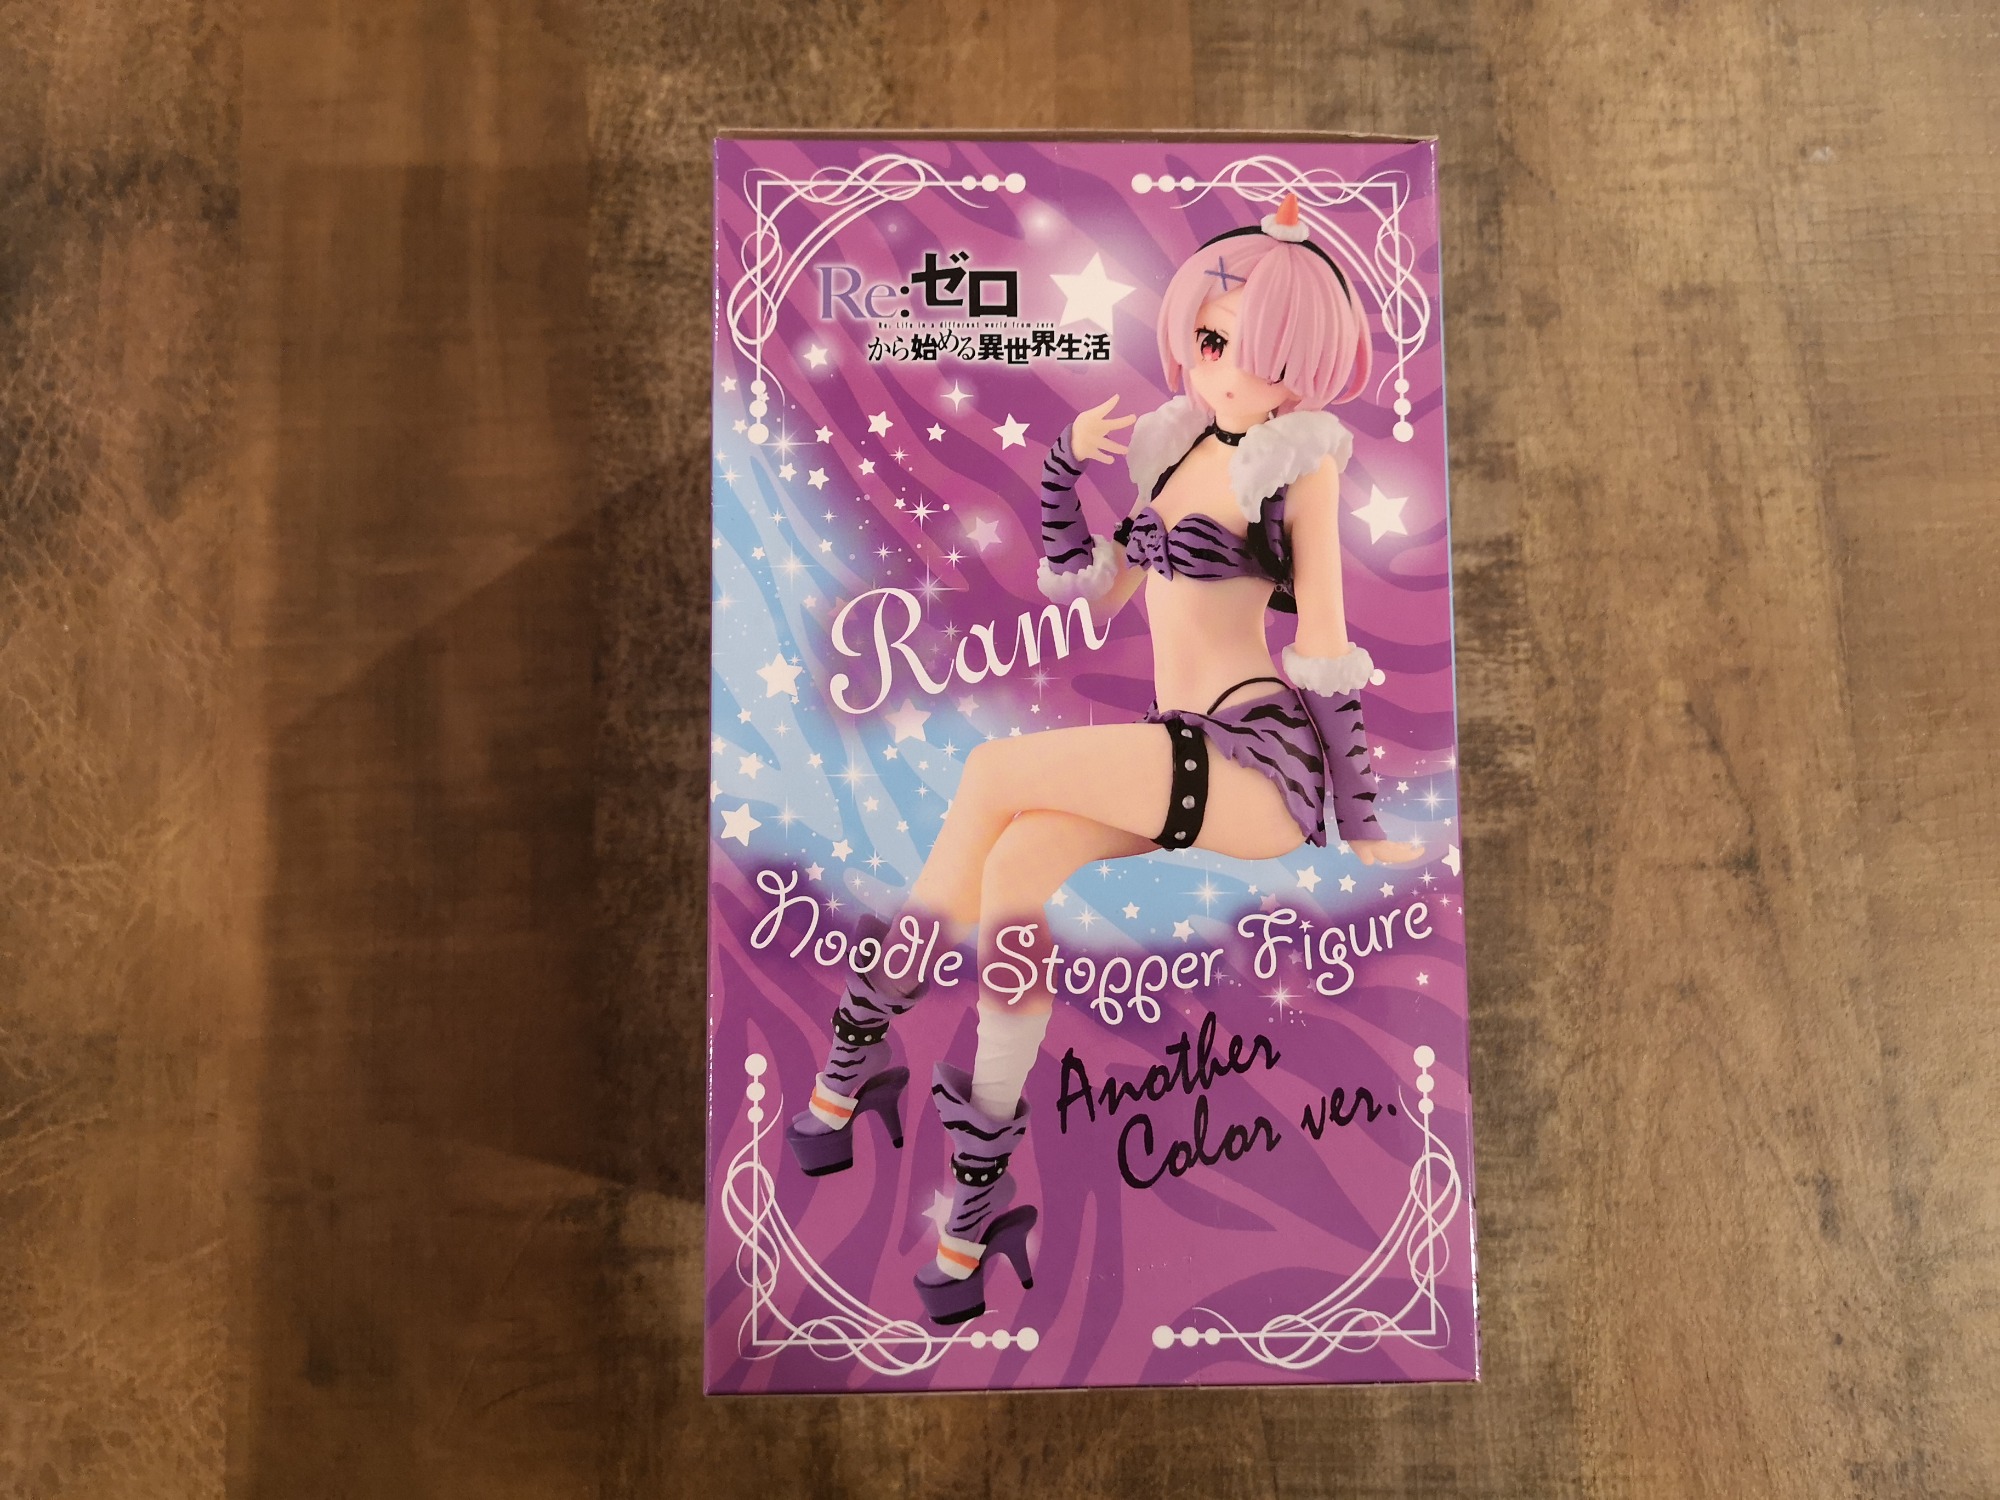 Re:ゼロ
Re: Life in a different world from zero
から始める異世界生活
Ram
Noodle Stopper Figure
Another
Color ver.